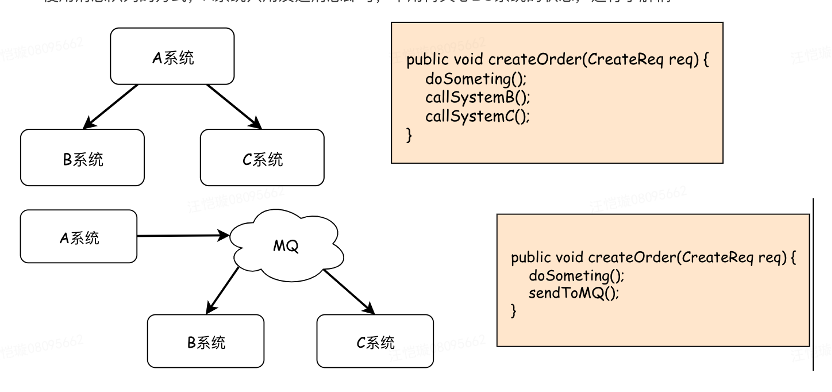 A系统
B系统
C系统
public void createOrder(CreateReq req) {
doSometing();
callSystemB();
callSystemC();
}
A系统
MQ
B系统
C系统
public void createOrder(CreateReq req) {
doSometing();
sendToMQ();
}